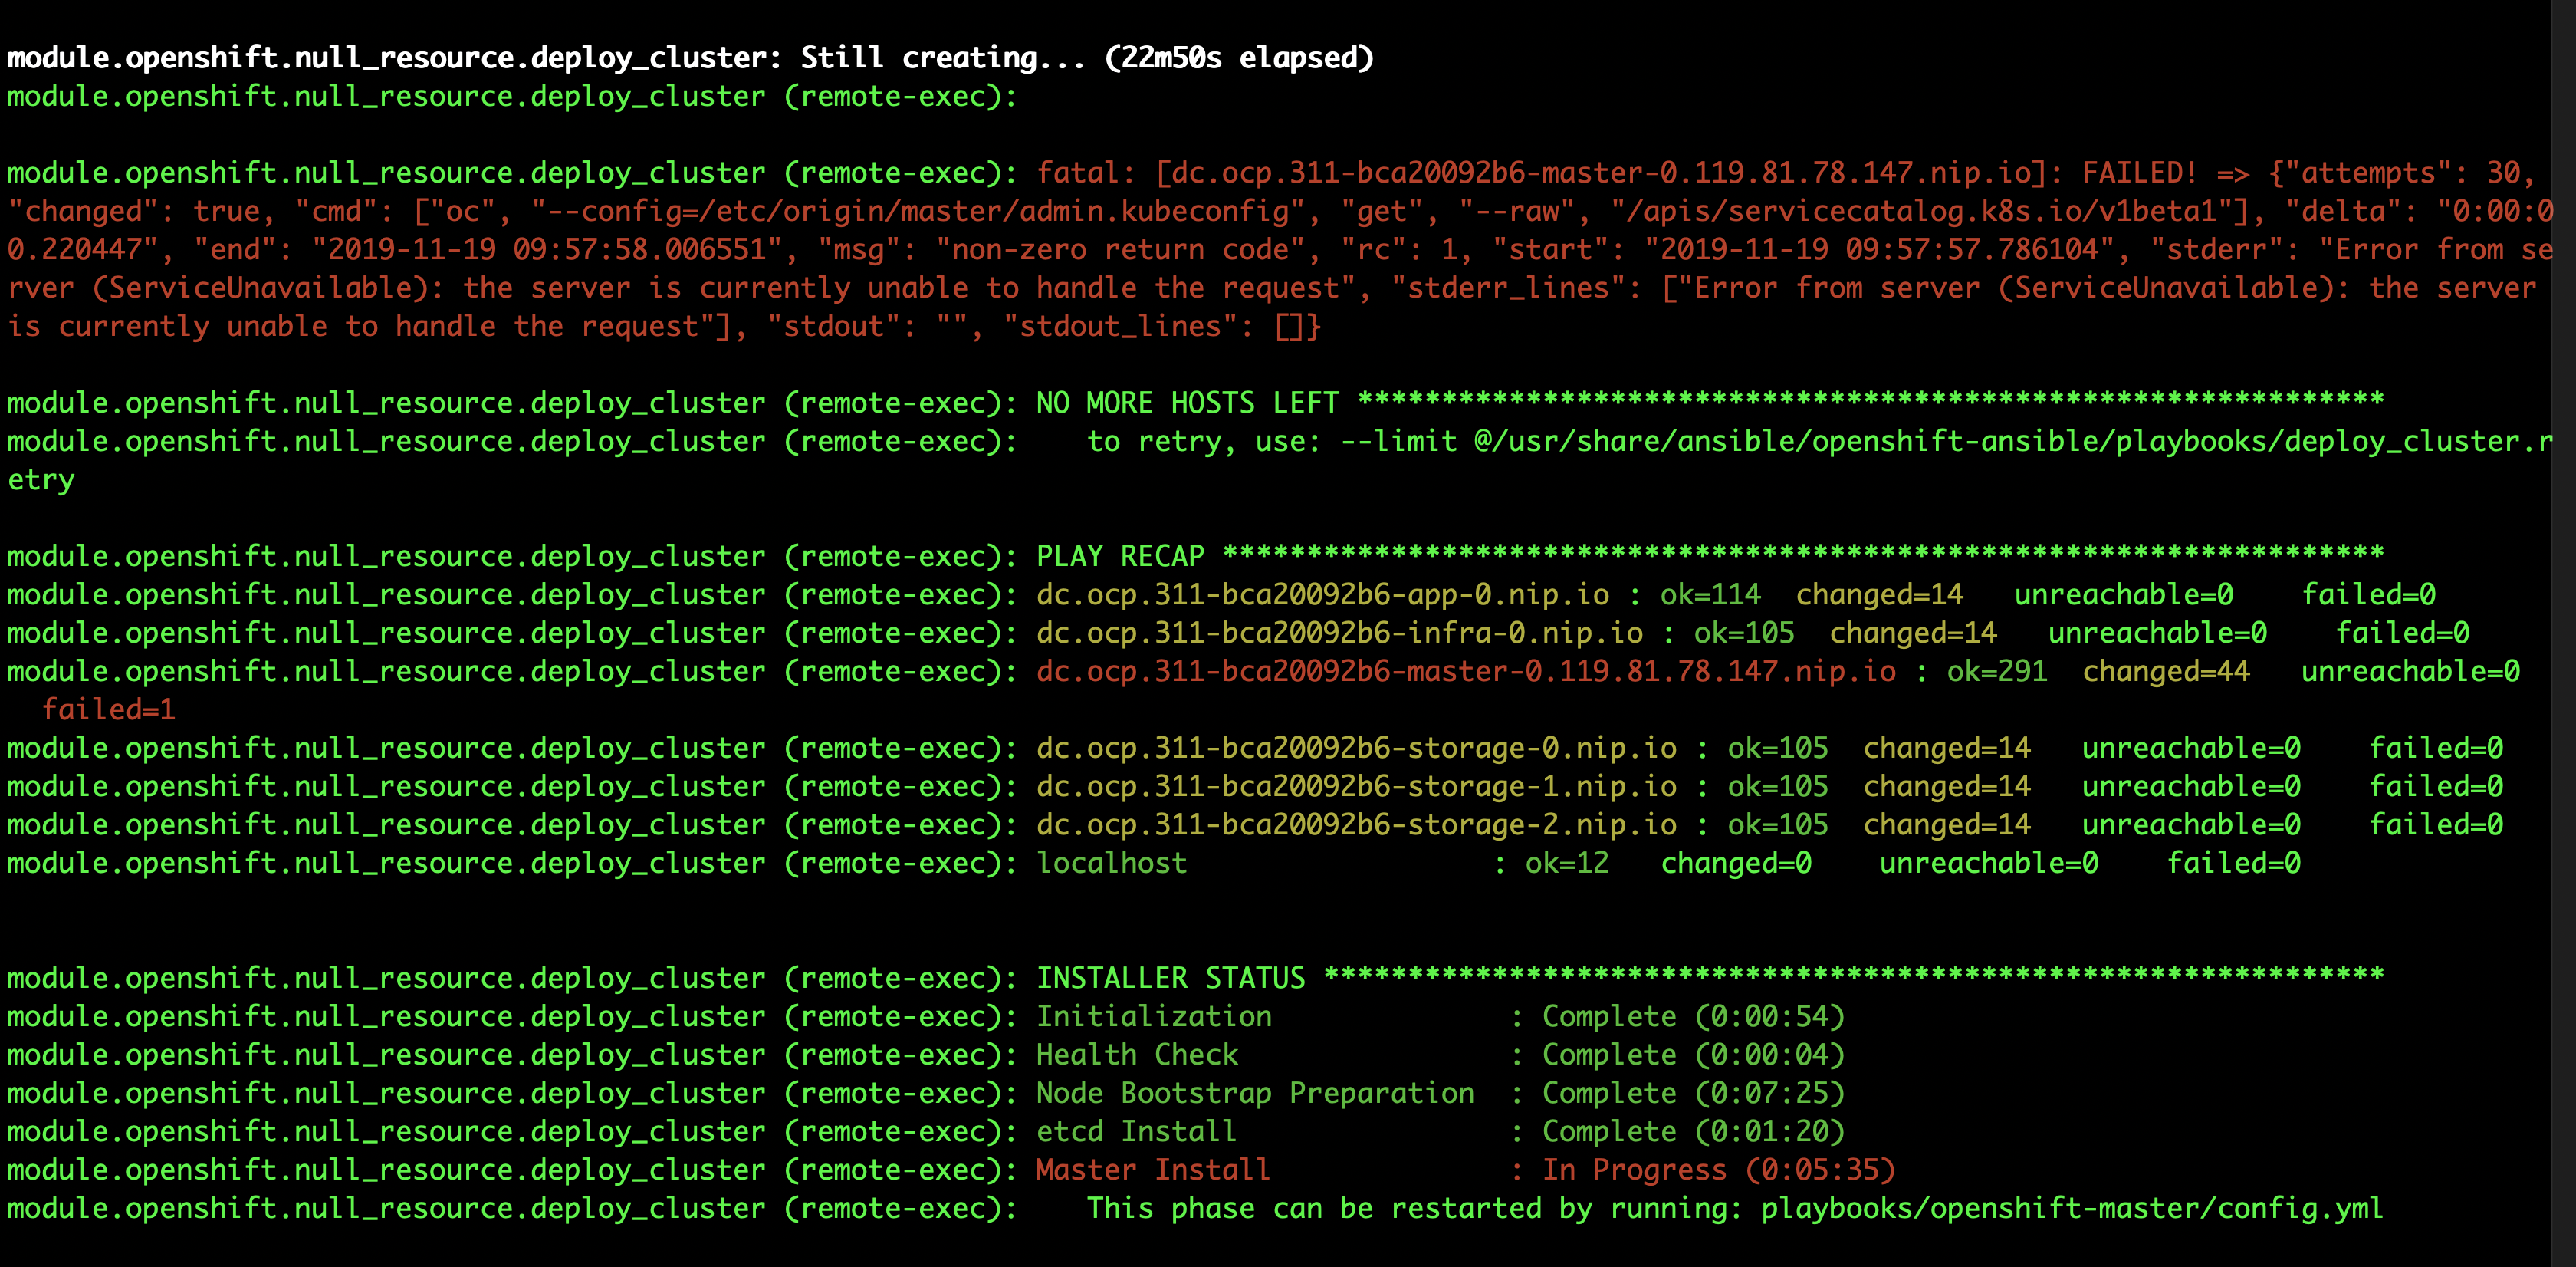 module.openshift.null_resource.deploy_cluster: Still creating... (22m50s elapsed)
module.openshift.null_resource.deploy_cluster (remote-exec):
module.openshift.null_resource.deploy_cluster (remote-exec): fatal: [dc.ocp.311-bca20092b6-master-0.119.81.78.147.nip.io]: FAILED! => {"attempts": 30,
"changed": true, "cmd": ["oc", "--config=/etc/origin/master/admin.kubeconfig", "get", "--raw", "/apis/servicecatalog.k8s.io/v1beta1"], "delta": "0:00:0
0.220447", "end": "2019-11-19 09:57:58.006551", "msg": "non-zero return code", "rc": 1, "start": "2019-11-19 09:57:57.786104", "stderr": "Error from se
rver (ServiceUnavailable): the server is currently unable to handle the request", "stderr_lines": ["Error from server (ServiceUnavailable): the server
is currently unable to handle the request"], "stdout": "", "stdout_lines": []}
module.openshift.null_resource.deploy_cluster (remote-exec): NO MORE HOSTS LEFT *************************************************************
module.openshift.null_resource.deploy_cluster (remote-exec):    to retry, use: --limit @/usr/share/ansible/openshift-ansible/playbooks/deploy_cluster.r
etry
module.openshift.null_resource.deploy_cluster (remote-exec): PLAY RECAP *********************************************************************
module.openshift.null_resource.deploy_cluster (remote-exec): dc.ocp.311-bca20092b6-app-0.nip.io : ok=114  changed=14   unreachable=0    failed=0
module.openshift.null_resource.deploy_cluster (remote-exec): dc.ocp.311-bca20092b6-infra-0.nip.io : ok=105  changed=14   unreachable=0    failed=0
module.openshift.null_resource.deploy_cluster (remote-exec): dc.ocp.311-bca20092b6-master-0.119.81.78.147.nip.io : ok=291  changed=44   unreachable=0
failed=1
module.openshift.null_resource.deploy_cluster (remote-exec): dc.ocp.311-bca20092b6-storage-0.nip.io : ok=105  changed=14   unreachable=0    failed=0
module.openshift.null_resource.deploy_cluster (remote-exec): dc.ocp.311-bca20092b6-storage-1.nip.io : ok=105  changed=14   unreachable=0    failed=0
module.openshift.null_resource.deploy_cluster (remote-exec): dc.ocp.311-bca20092b6-storage-2.nip.io : ok=105  changed=14   unreachable=0    failed=0
module.openshift.null_resource.deploy_cluster (remote-exec): localhost                  : ok=12   changed=0    unreachable=0    failed=0
module.openshift.null_resource.deploy_cluster (remote-exec): INSTALLER STATUS ***************************************************************
module.openshift.null_resource.deploy_cluster (remote-exec): Initialization              : Complete (0:00:54)
module.openshift.null_resource.deploy_cluster (remote-exec): Health Check                : Complete (0:00:04)
module.openshift.null_resource.deploy_cluster (remote-exec): Node Bootstrap Preparation  : Complete (0:07:25)
module.openshift.null_resource.deploy_cluster (remote-exec): etcd Install                : Complete (0:01:20)
module.openshift.null_resource.deploy_cluster (remote-exec): Master Install              : In Progress (0:05:35)
module.openshift.null_resource.deploy_cluster (remote-exec):    This phase can be restarted by running: playbooks/openshift-master/config.yml